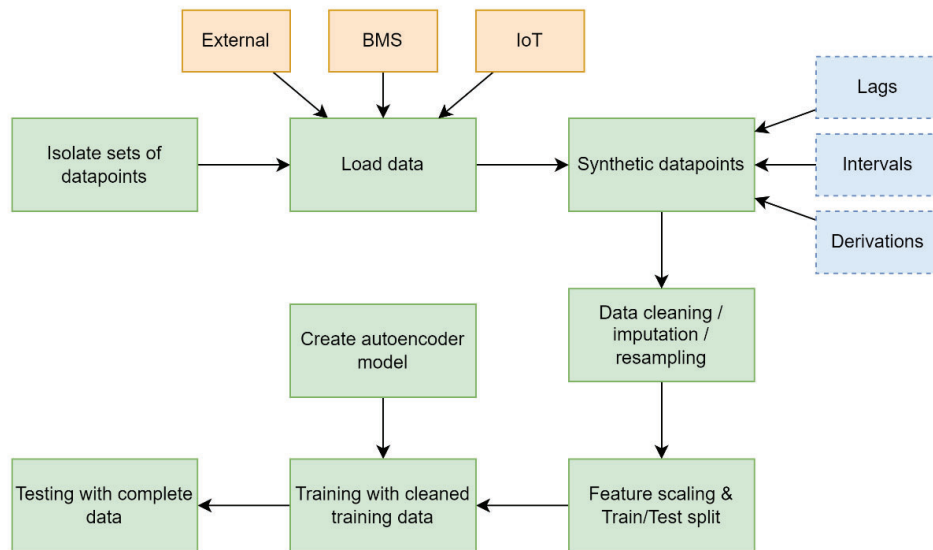 External
BMS
IoT
Isolate sets of
datapoints
Load data
Synthetic datapoints
Lags
Intervals
Derivations
Create autoencoder
model
Data cleaning /
imputation /
resampling
Testing with complete
data
Training with cleaned
training data
Feature scaling &
Train/Test split